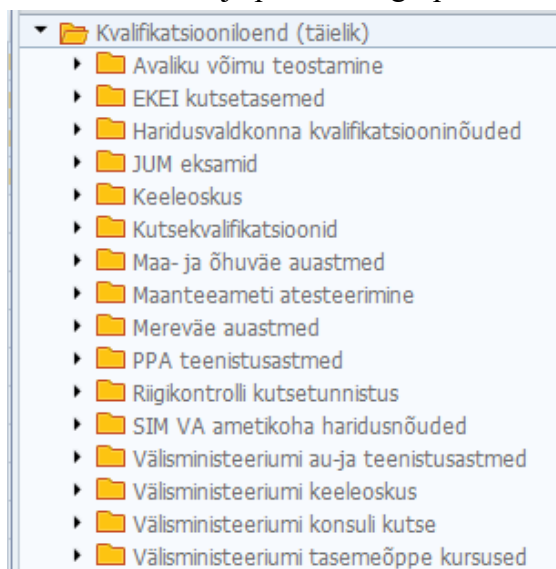 Kvalifikatsiooniloend (täielik)
Avaliku võimu teostamine
EKEI kutsetasemed
Haridusvaldkonna kvalifikatsiooninõuded
JUM eksamid
Keeleoskus
Kutsekvalifikatsioonid
Maa- ja õhuväe auastmed
Maanteeameti atesteerimine
Mereväe auastmed
PPA teenistusastmed
Riigikontrolli kutsetunnistus
SIM VA ametikoha haridusnõuded
Välisministeeriumi au-ja teenistusastmed
Välisministeeriumi keeleoskus
Välisministeeriumi konsuli kutse
Välisministeeriumi tasemeõppe kursused